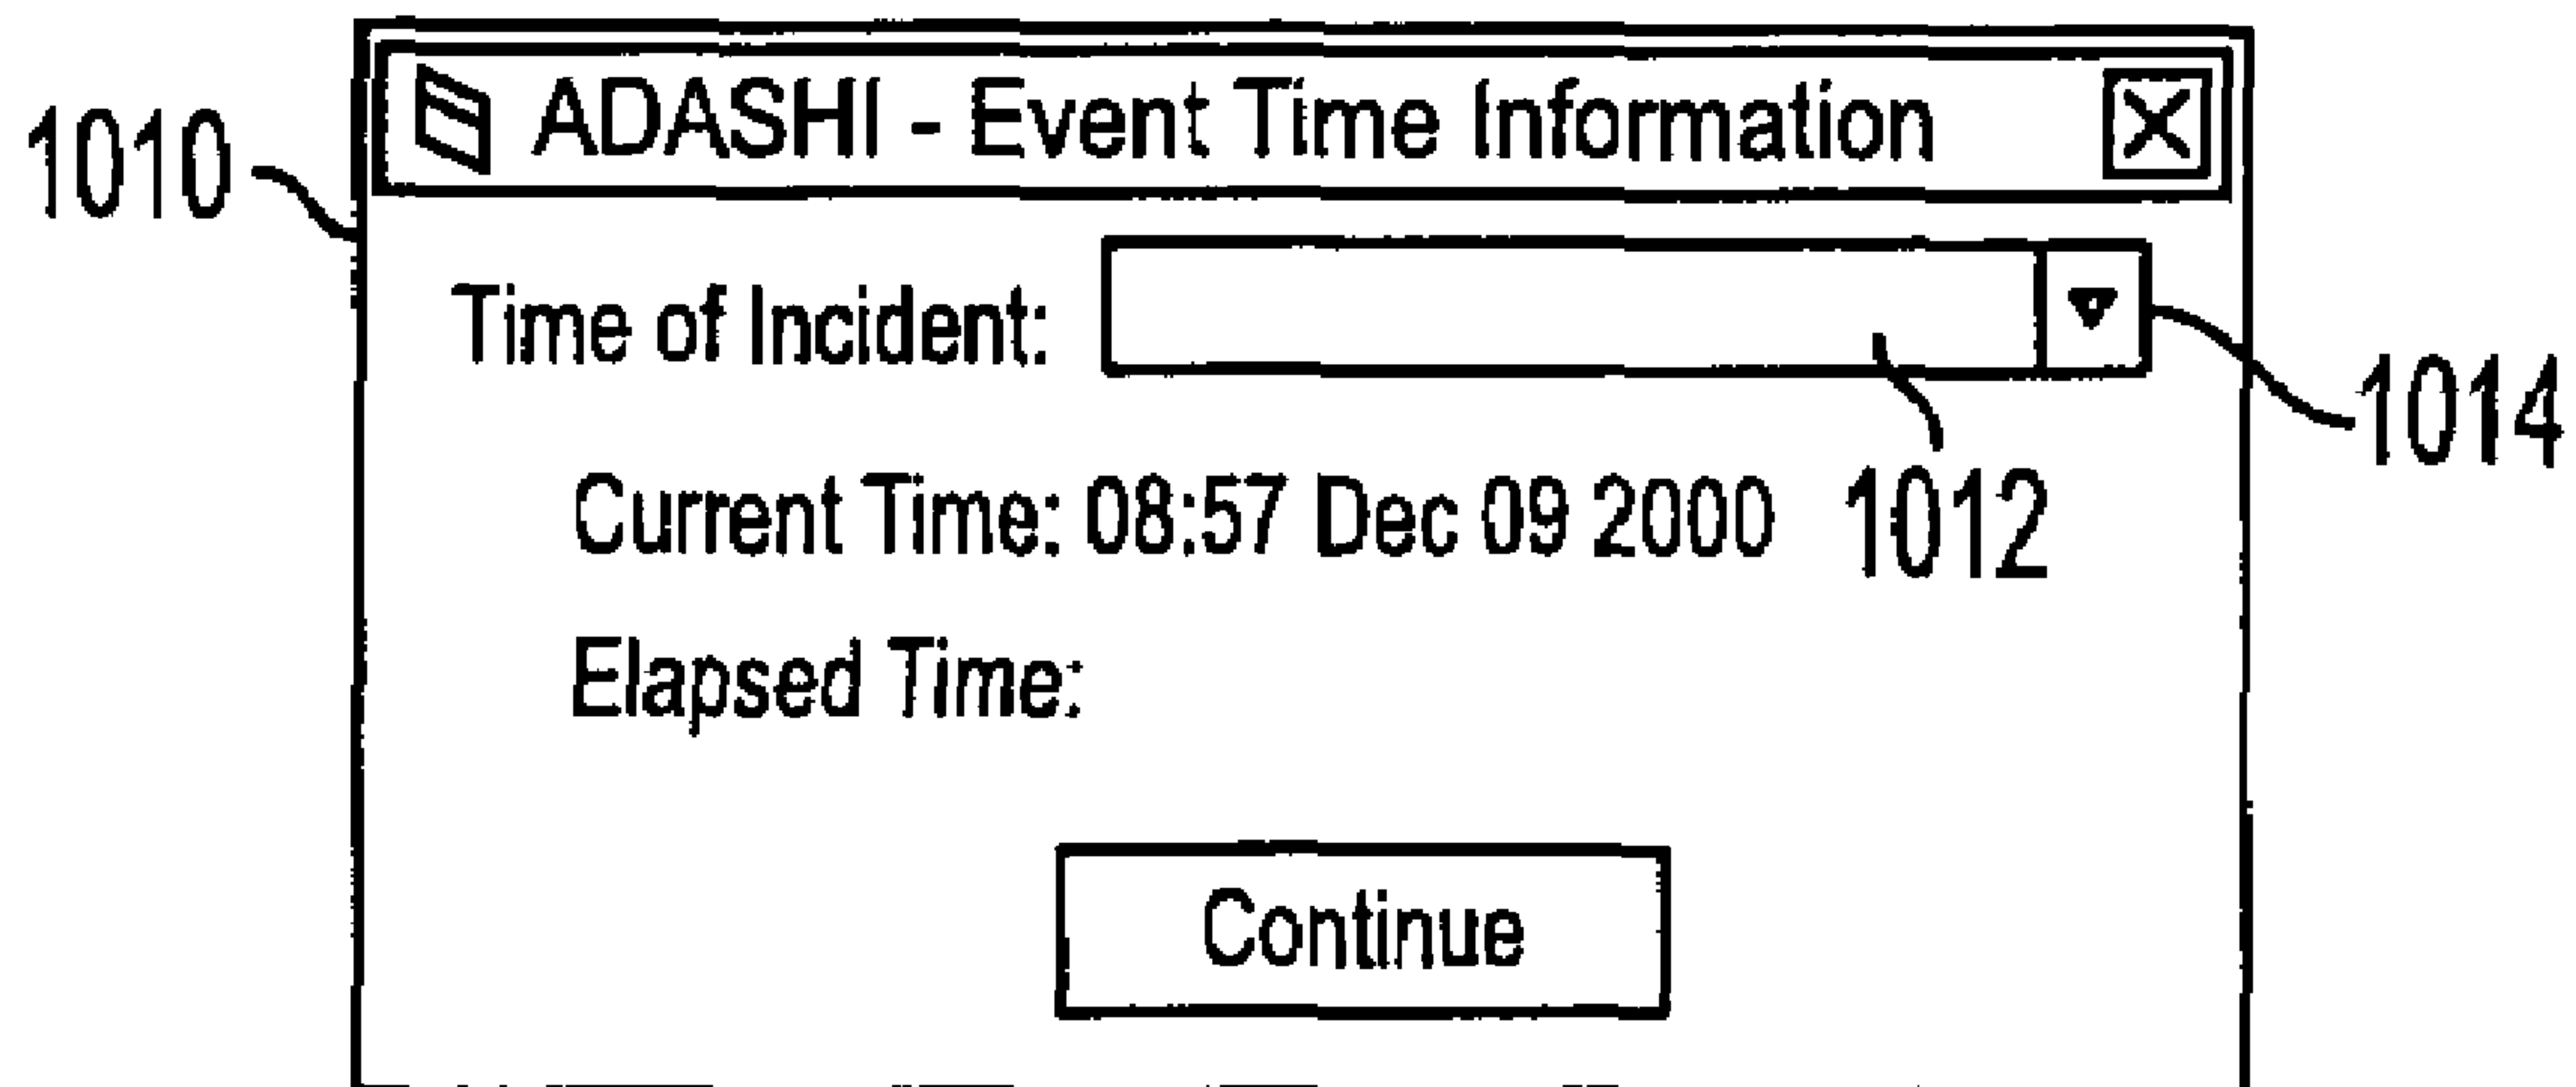 ADASHI - Event Time Information
1010
Time of Incident:
1014
Current Time: 08:57 Dec 09 2000
1012
Elapsed Time:
Continue